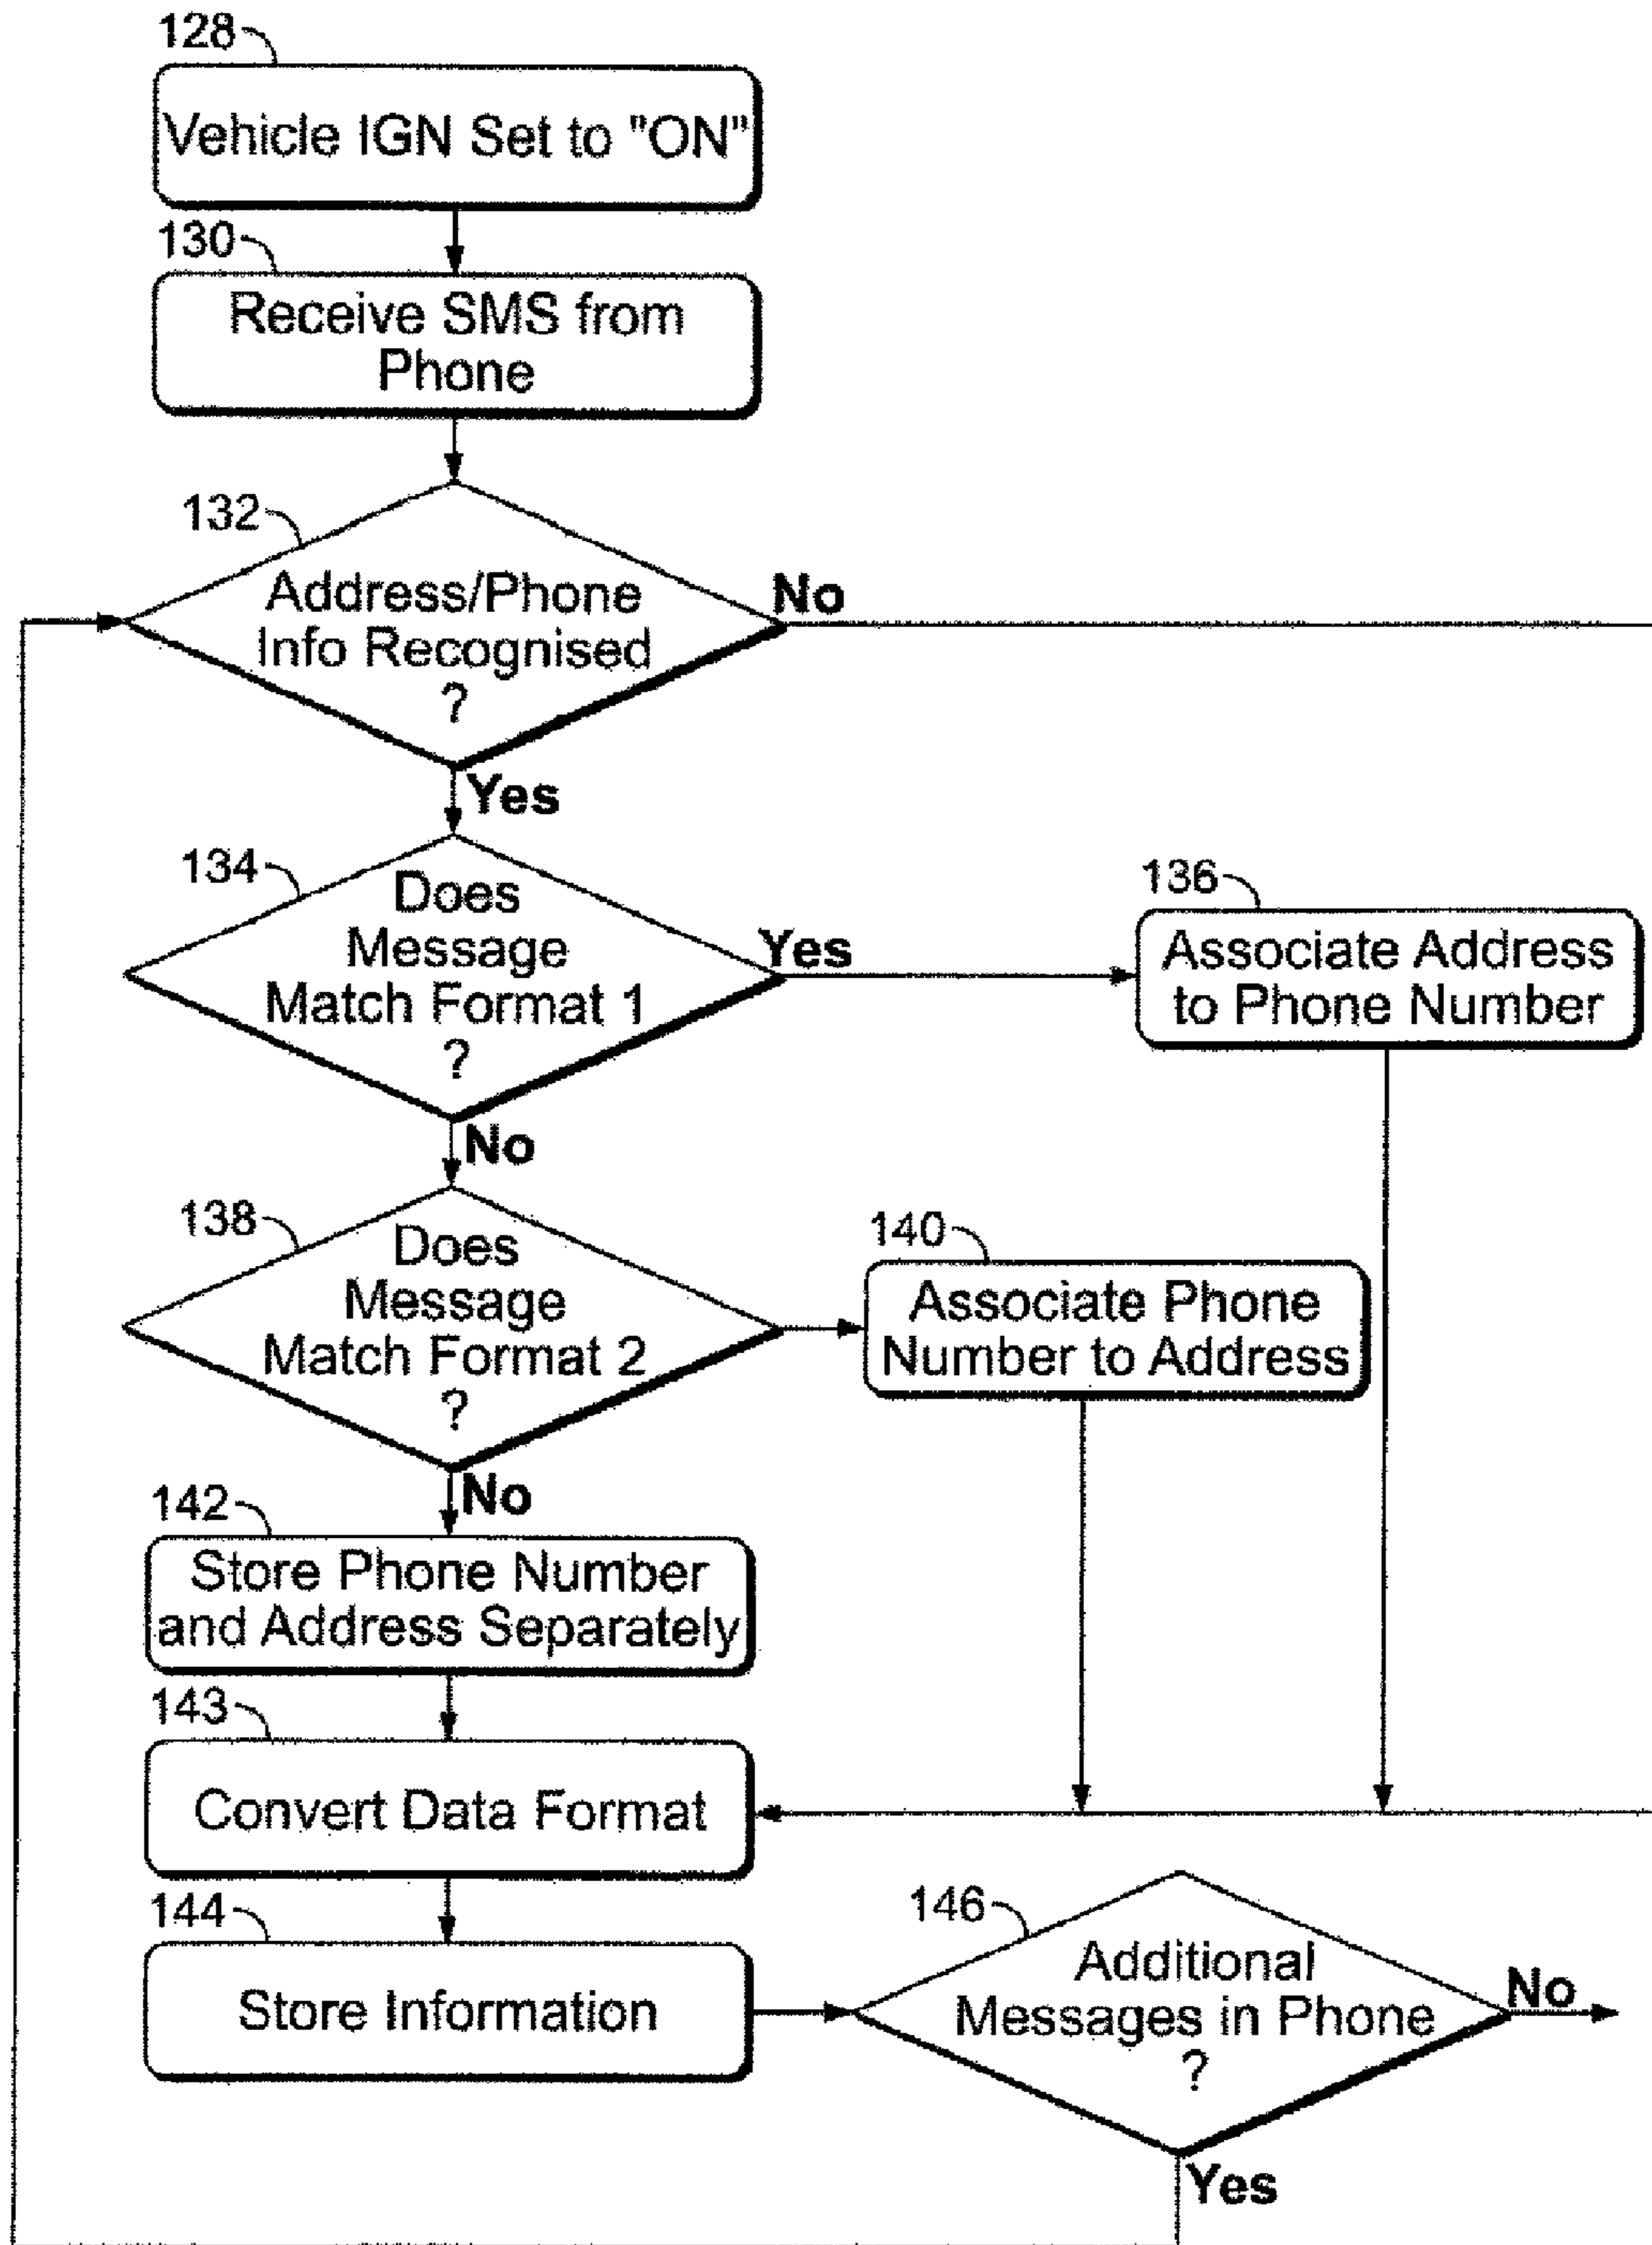 128
Vehicle IGN Set to "ON"
130
Receive SMS from
Phone
132
Address/Phone
Info Recognised
?
No
Yes
134
Does
Message
Match Format 1
?
Yes
136
Associate Address
to Phone Number
No
138
Does
Message
Match Format 2
?
140
Associate Phone
Number to Address
No
142
Store Phone Number
and Address Separately
143
Convert Data Format
144
Store Information
146
Additional
Messages in Phone
?
No
Yes